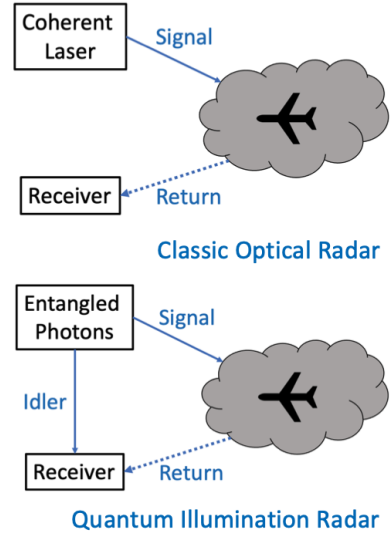 Coherent
Laser
Signal
Receiver
Return
Classic Optical Radar
Entangled
Photons
Signal
Idler
Receiver
Return
Quantum Illumination Radar